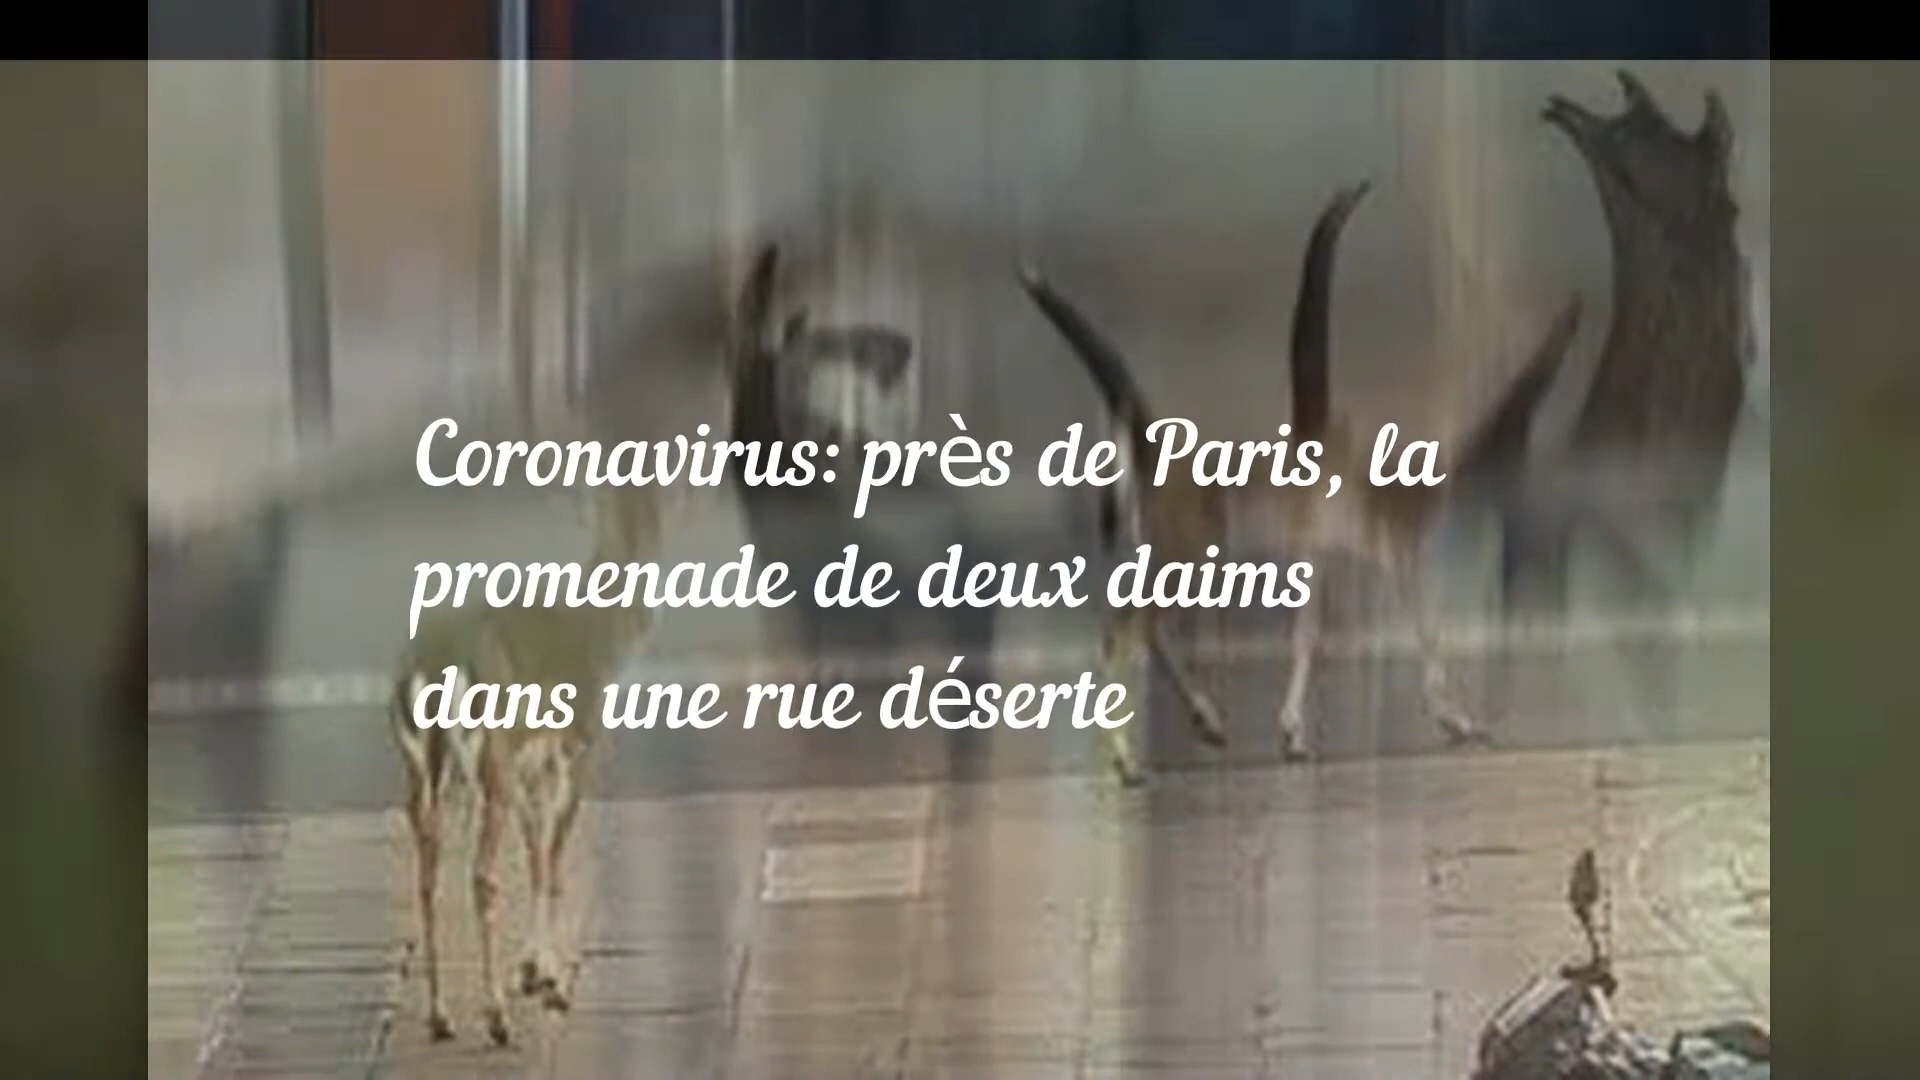 Coronavirus: près de Paris, la
promenade de deux daims
dans une rue déserte